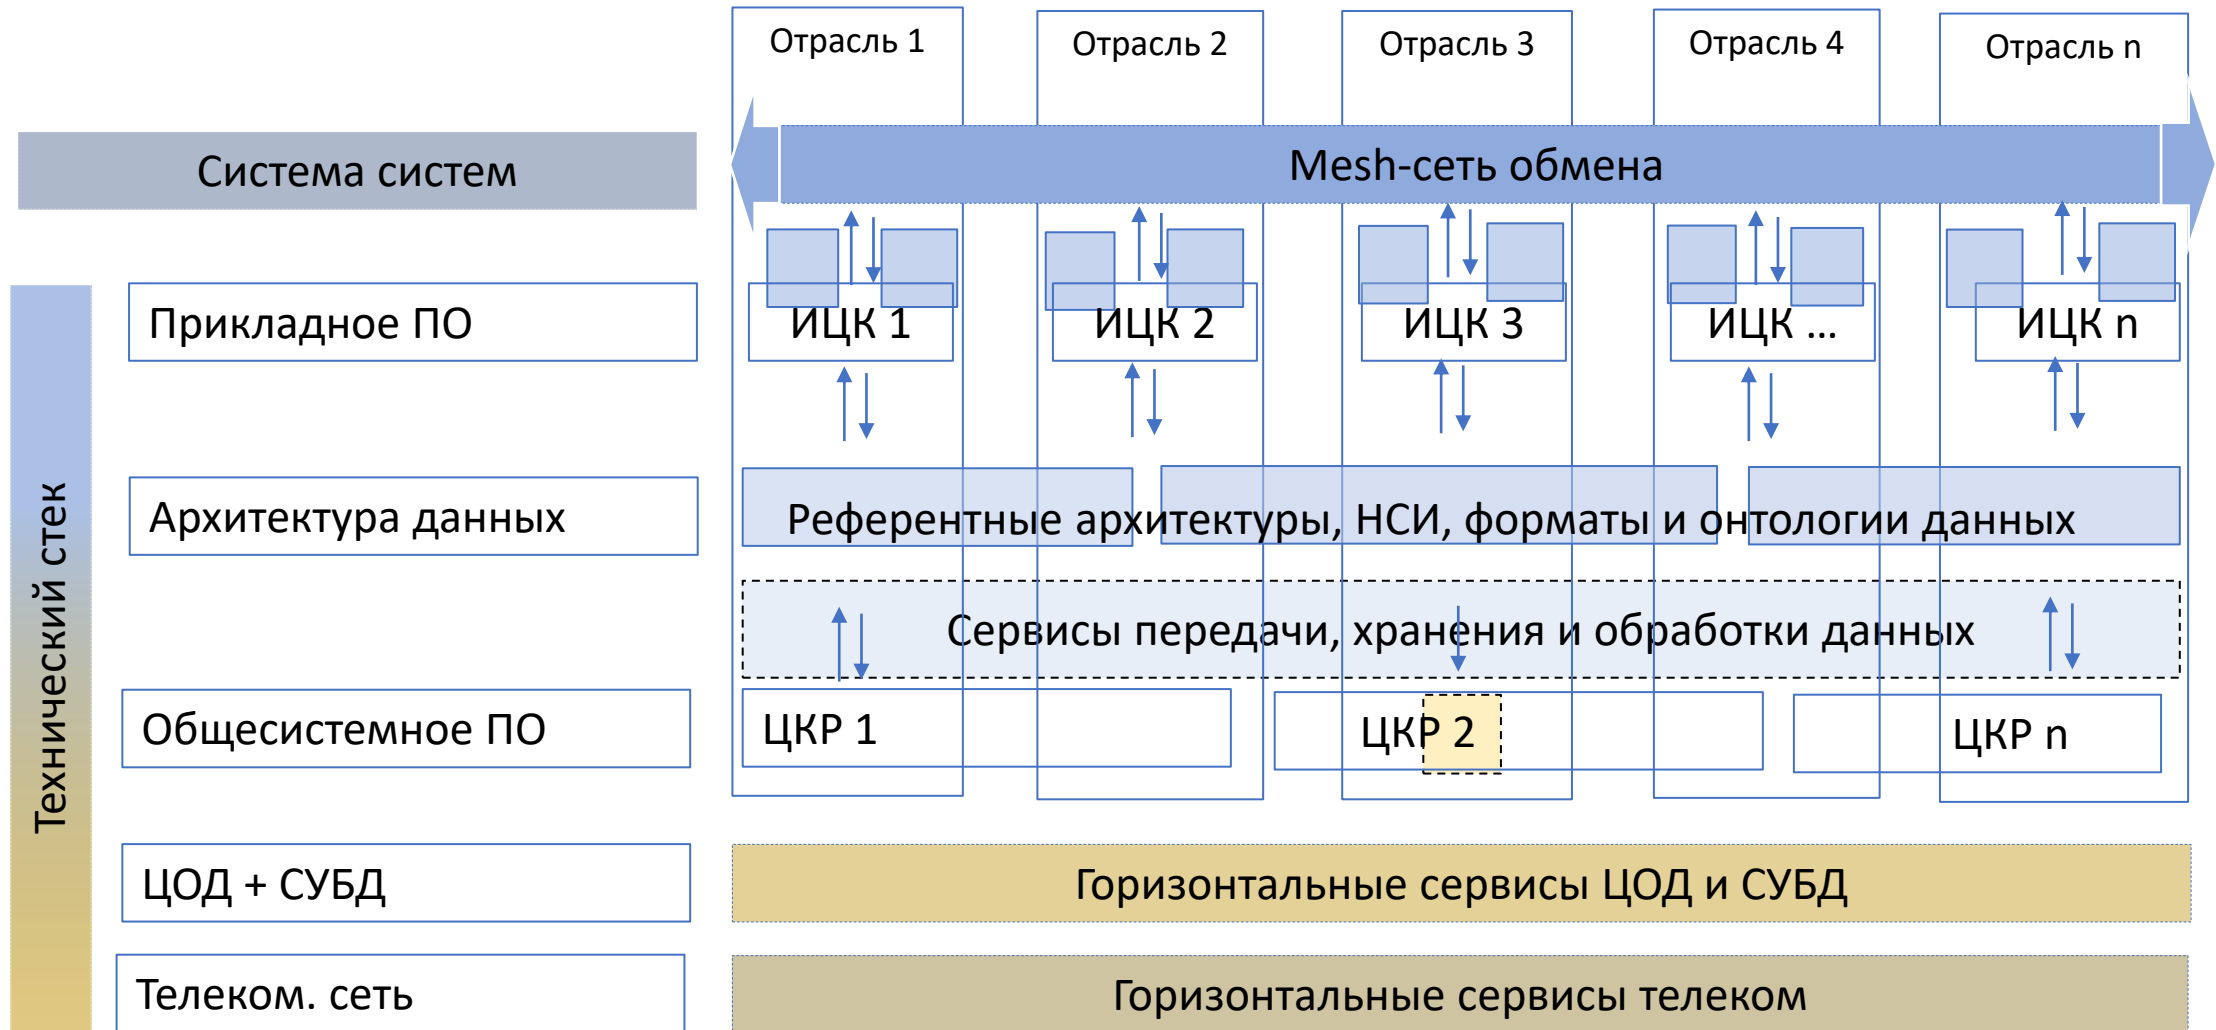 Отрасль 1
Отрасль 2
Отрасль 3
Отрасль 4
Отрасль n
Система систем
Mesh-сеть обмена
Технический стек
Прикладное ПО
ИЦК 1
ИЦК 2
ИЦК 3
ИЦК ...
ИЦК n
Архитектура данных
Референтные архитектуры, НСИ, форматы и онтологии данных
Сервисы передачи, хранения и обработки данных
Общесистемное ПО
ЦКР 1
ЦКР 2
ЦКР n
ЦОД + СУБД
Горизонтальные сервисы ЦОД и СУБД
Телеком. сеть
Горизонтальные сервисы телеком